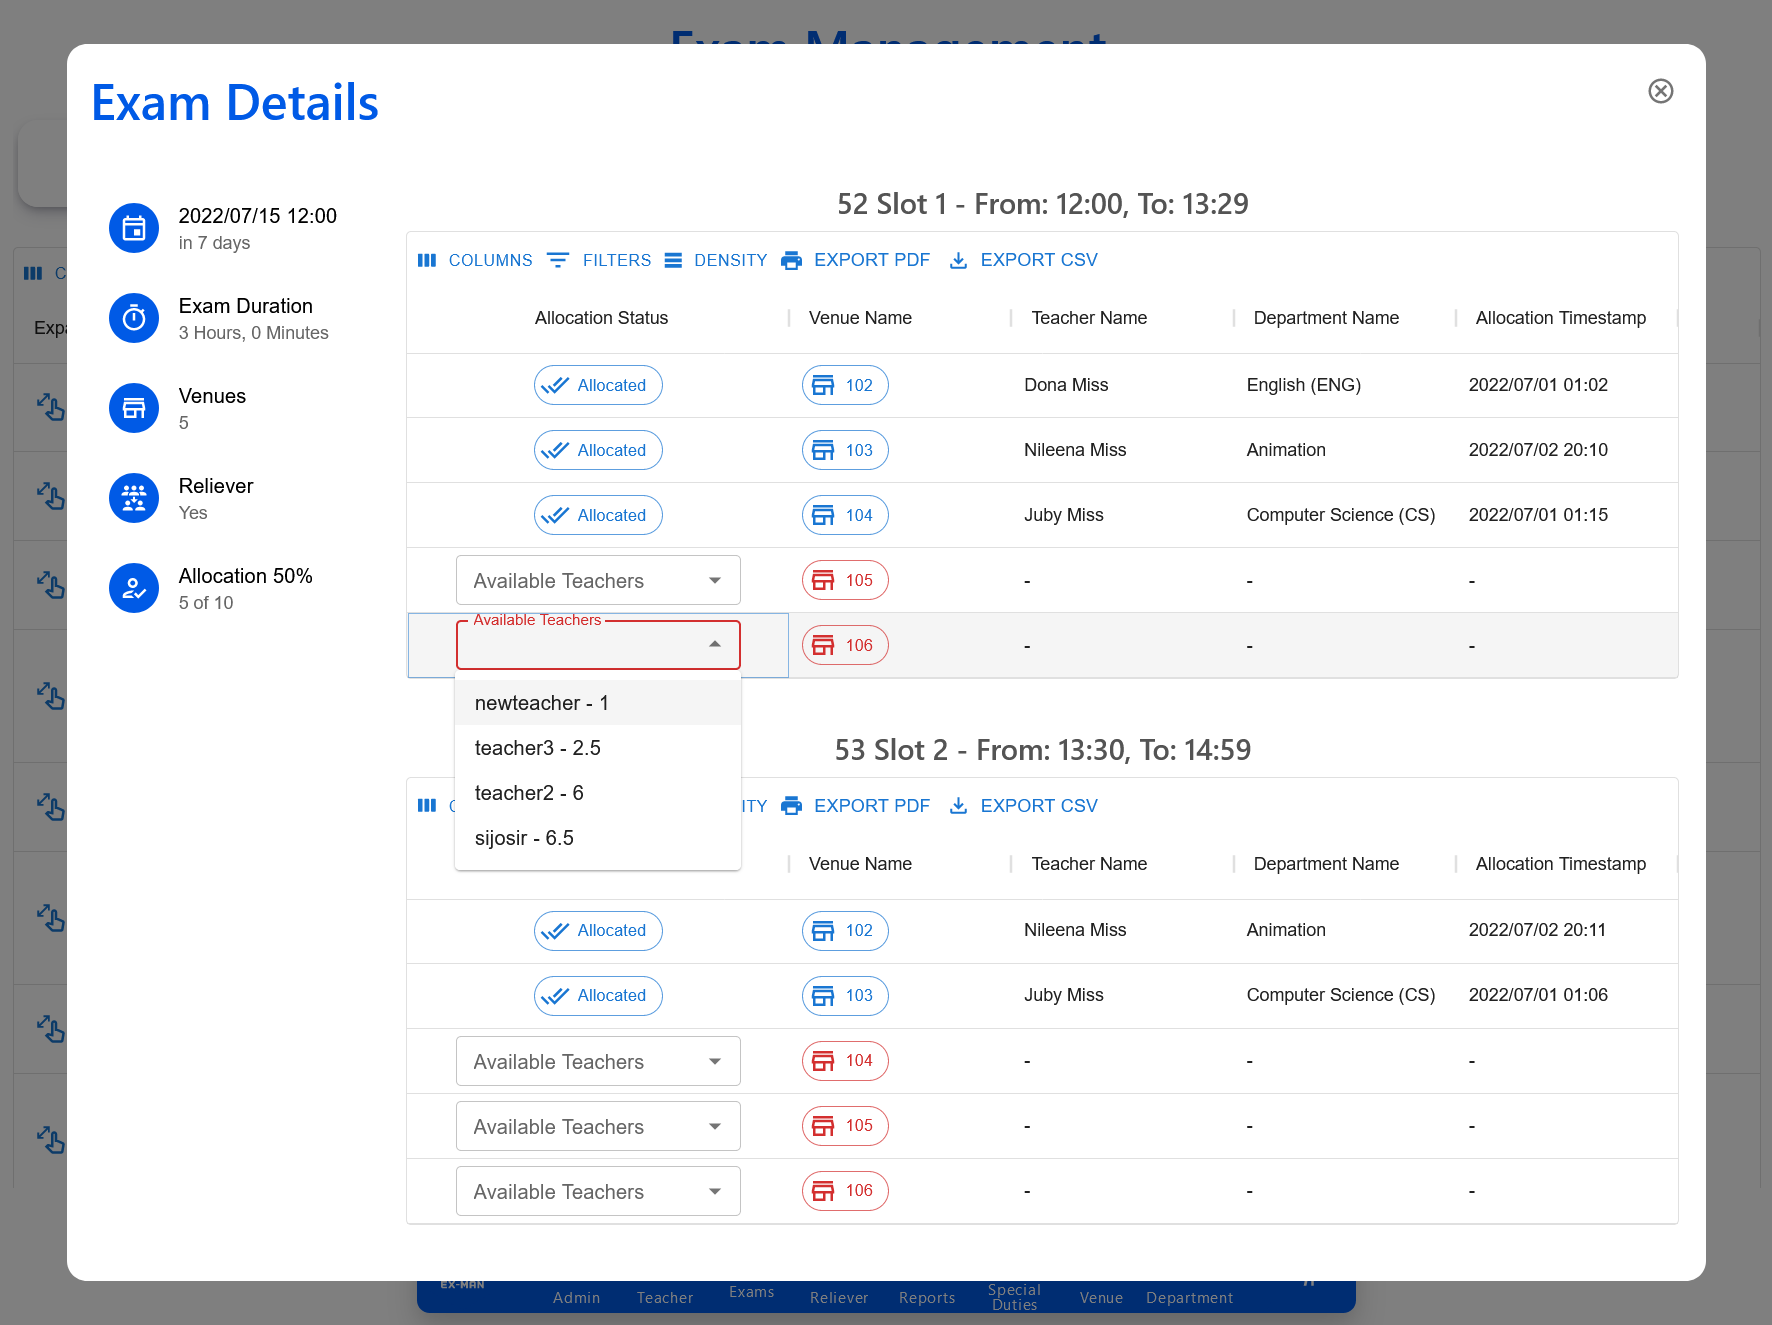 Exam Management
Exam Details
2022/07/15 12:00
in 7 days
Exam Duration
3 Hours, 0 Minutes
Venues
5
Reliever
Yes
Allocation 50%
5 of 10
52 Slot 1 - From: 12:00, To: 13:29
COLUMNS FILTERS DENSITY EXPORT PDF EXPORT CSV
Allocation Status Venue Name Teacher Name Department Name Allocation Timestamp
Allocated 102 Dona Miss English (ENG) 2022/07/01 01:02
Allocated 103 Nileena Miss Animation 2022/07/02 20:10
Allocated 104 Juby Miss Computer Science (CS) 2022/07/01 01:15
Available Teachers 105 - - -
Available Teachers 106 - - -
newteacher - 1
teacher3 - 2.5
teacher2 - 6
sijosir - 6.5
53 Slot 2 - From: 13:30, To: 14:59
EXPORT PDF EXPORT CSV
Venue Name Teacher Name Department Name Allocation Timestamp
Allocated 102 Nileena Miss Animation 2022/07/02 20:11
Allocated 103 Juby Miss Computer Science (CS) 2022/07/01 01:06
Available Teachers 104 - - -
Available Teachers 105 - - -
Available Teachers 106 - - -
EX-MAN
Admin Teacher Exams Reliever Reports Special Duties Venue Department